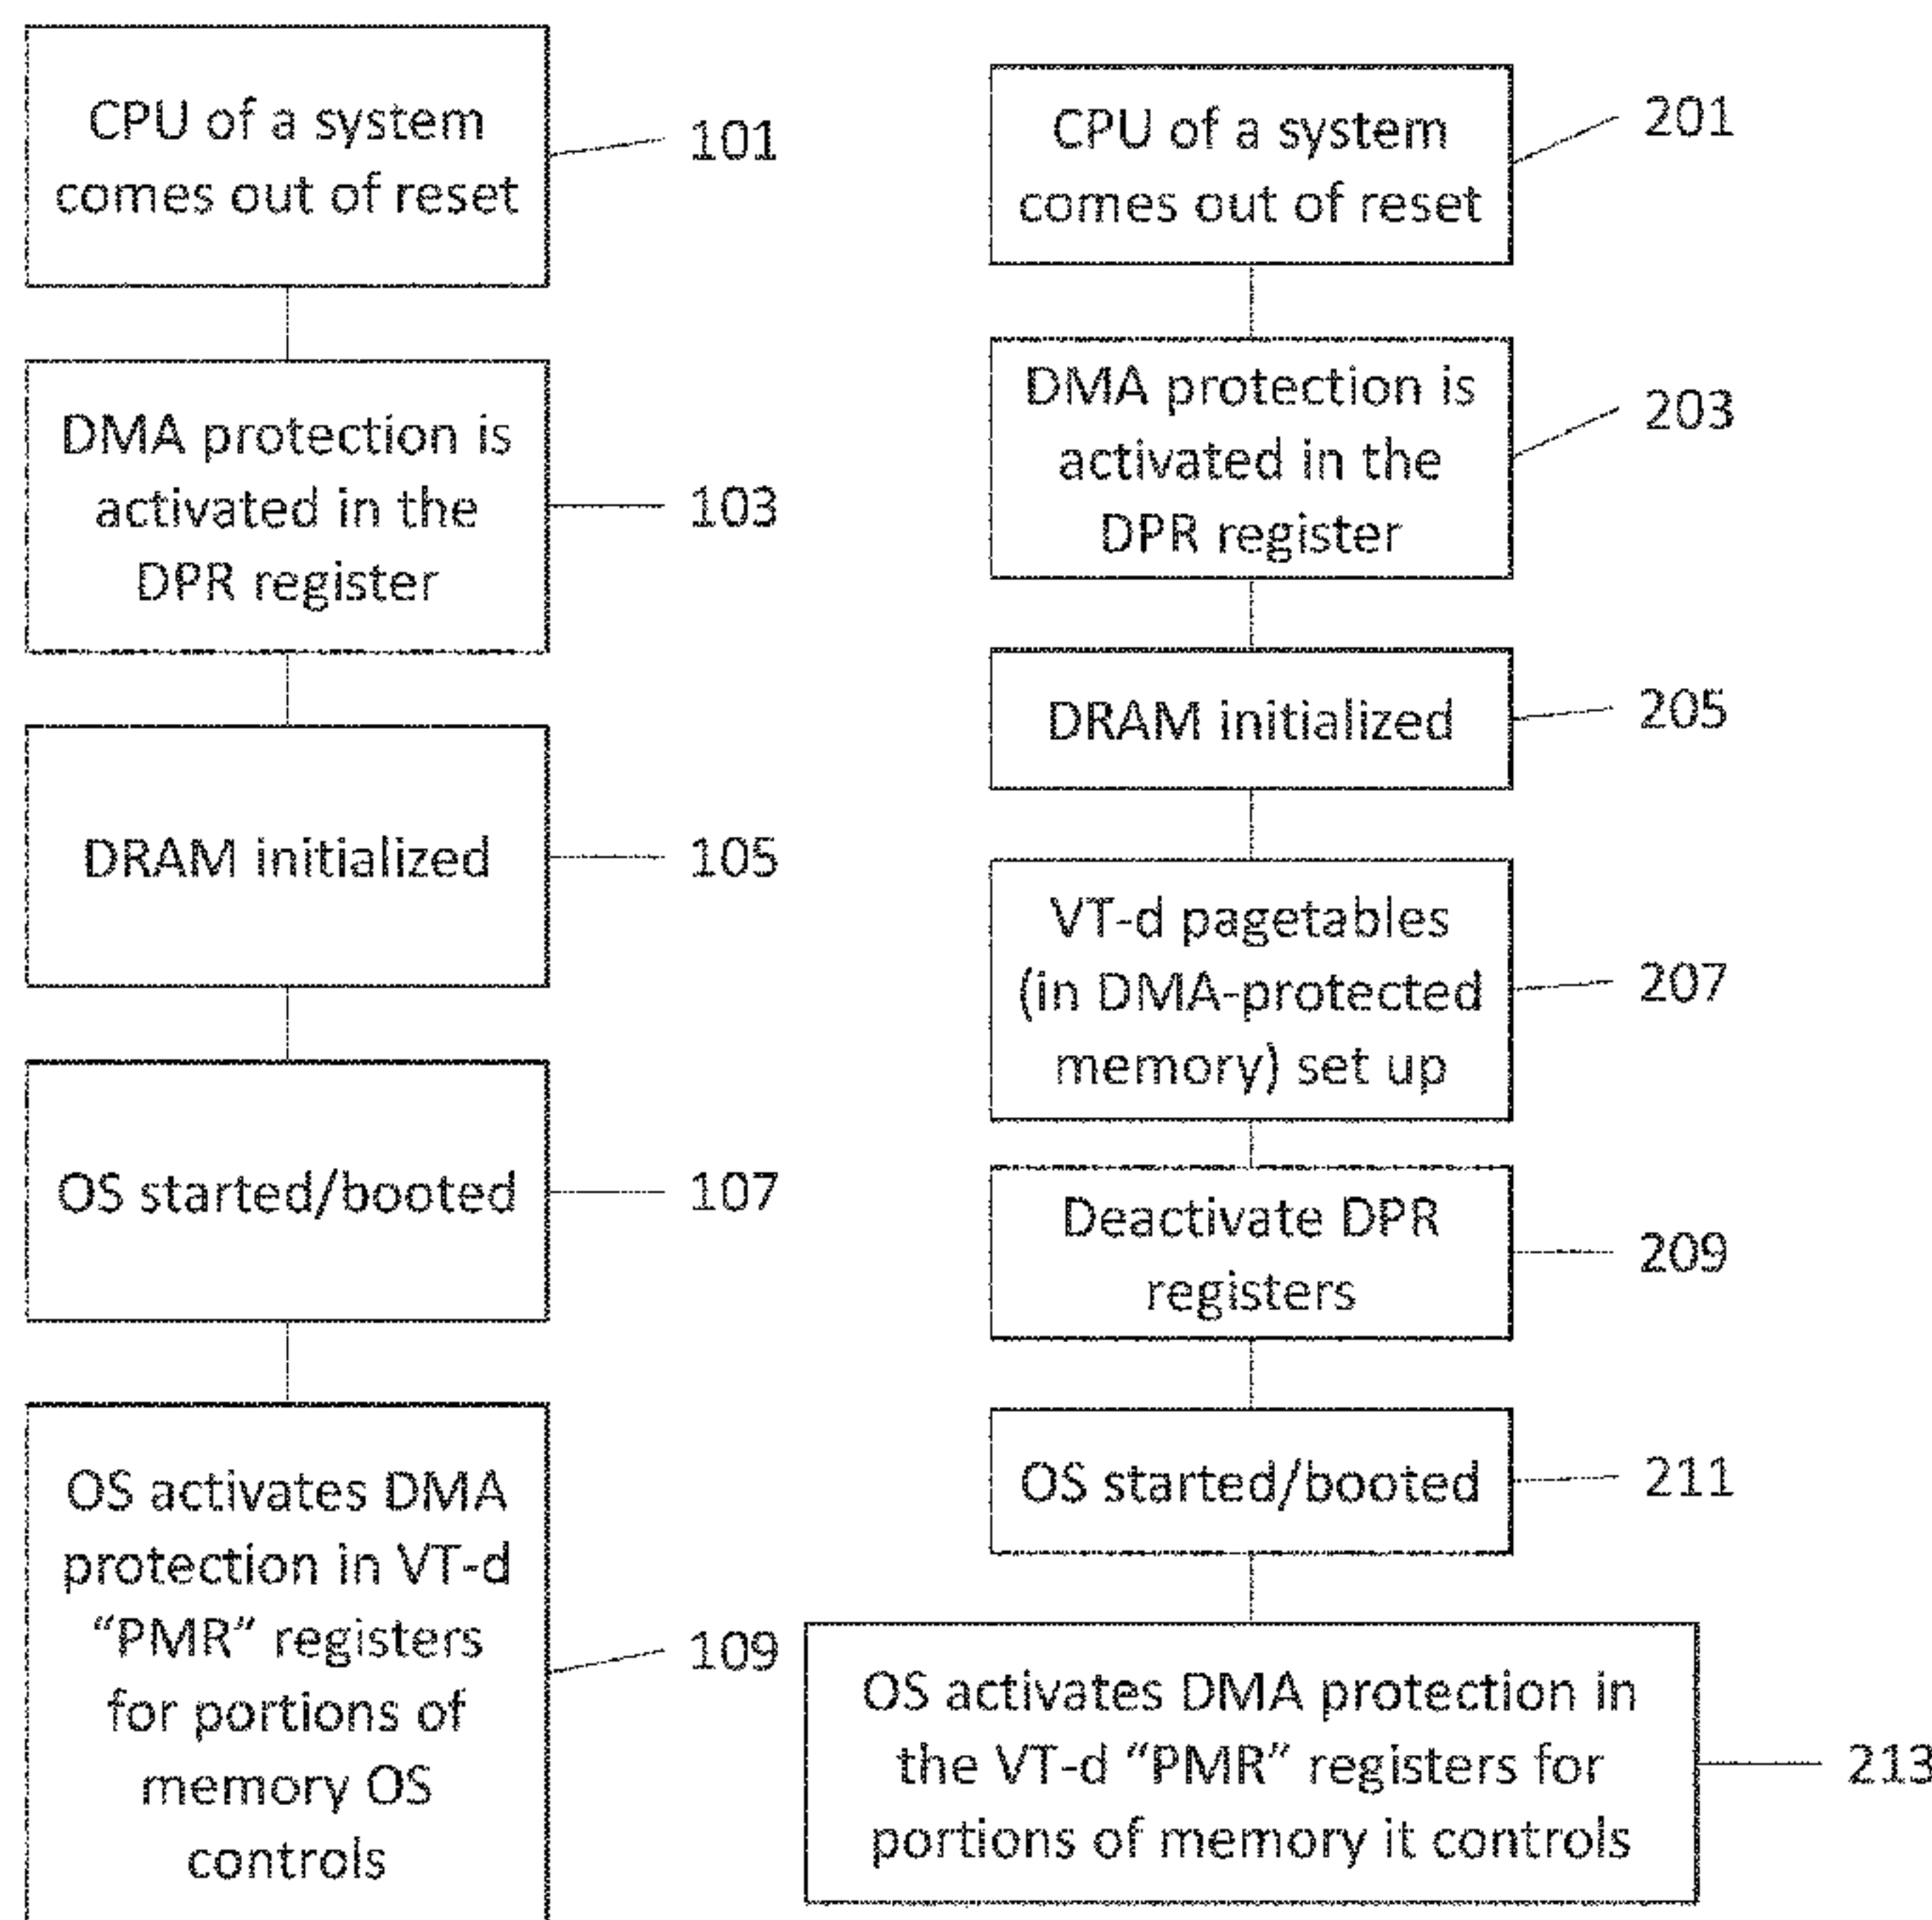 CPU of a system
comes out of reset
101
DMA protection is
activated in the
DPR register
103
DRAM initialized
105
OS started/booted
107
OS activates DMA
protection in VT-d
“PMR” registers
for portions of
memory OS
controls
109
CPU of a system
comes out of reset
201
DMA protection is
activated in the
DPR register
203
DRAM initialized
205
VT-d pagetables
(in DMA-protected
memory) set up
207
Deactivate DPR
registers
209
OS started/booted
211
OS activates DMA protection in
the VT-d “PMR” registers for
portions of memory it controls
213